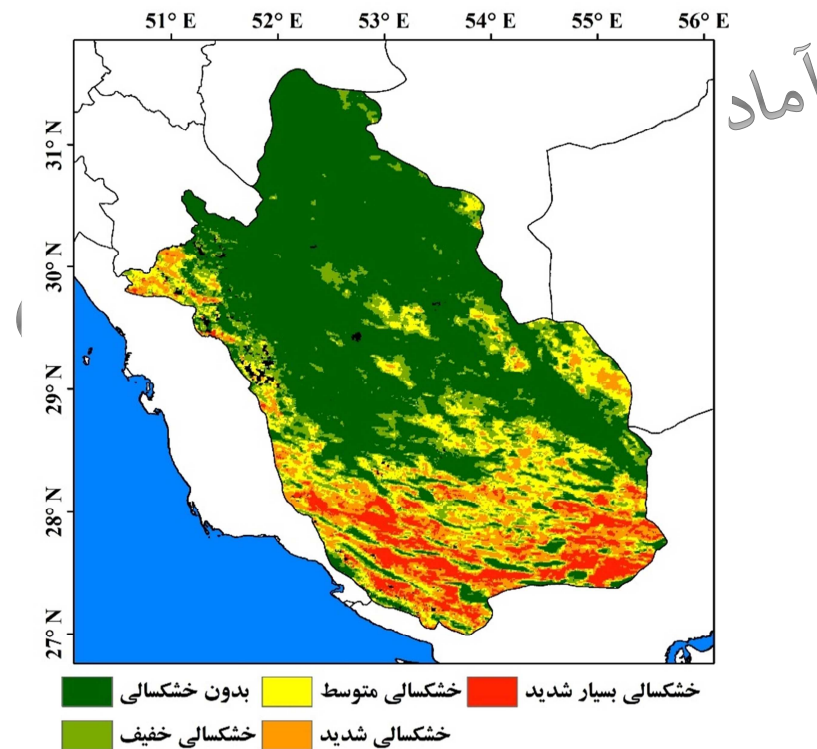 51° E 52° E 53° E 54° E 55° E 56° E
آماد
31° N
30° N
29° N
28° N
27° N
خشکسالی بسیار شدید خشکسالی متوسط بدون خشکسالی
خشکسالی شدید خشکسالی خفیف